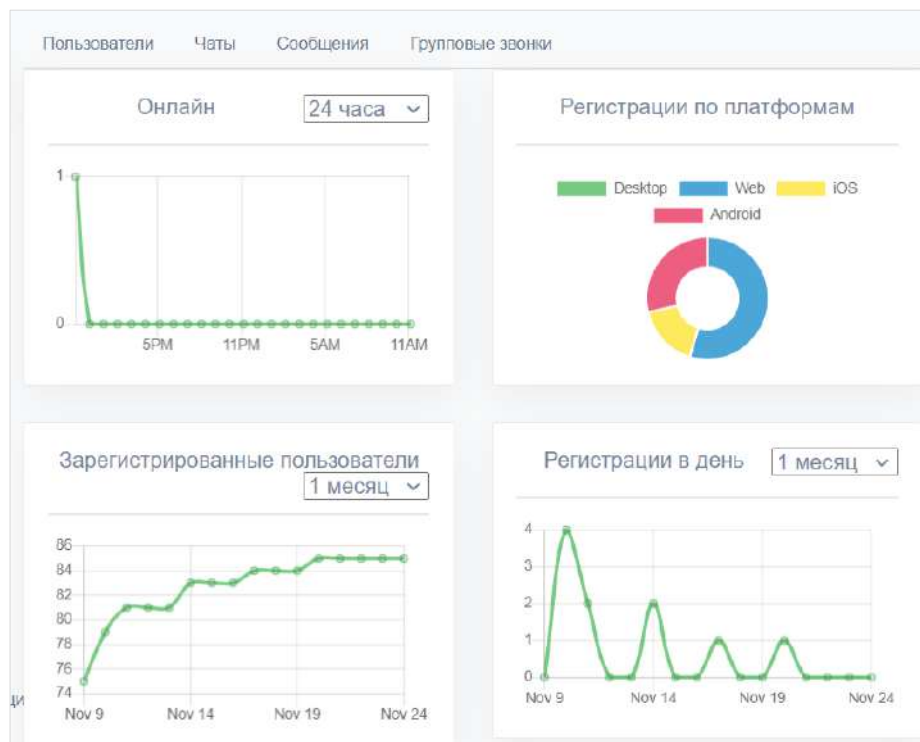 Пользователи Чаты Сообщения Групповые звонки
Онлайн 24 часа
1
0
5PM 11PM 5AM 11AM
Регистрации по платформам
Desktop Web iOS
Android
Зарегистрированные пользователи
1 месяц
86
84
82
80
78
76
74
Nov 9 Nov 14 Nov 19 Nov 24
Регистрации в день 1 месяц
4
3
2
1
0
Nov 9 Nov 14 Nov 19 Nov 24